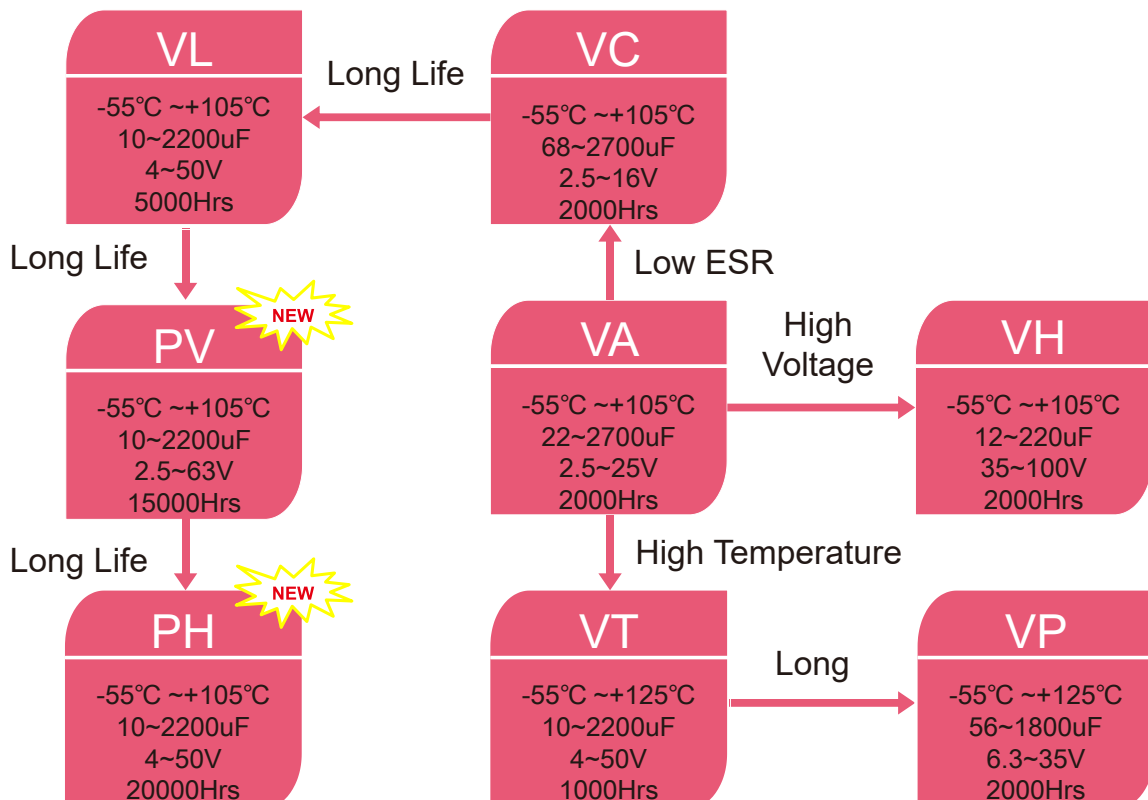 VL
-55℃ ~+105℃
10~2200uF
4~50V
5000Hrs
Long Life
VC
-55℃ ~+105℃
68~2700uF
2.5~16V
2000Hrs
Long Life
Low ESR
NEW
PV
-55℃ ~+105℃
10~2200uF
2.5~63V
15000Hrs
VA
-55℃ ~+105℃
22~2700uF
2.5~25V
2000Hrs
High
Voltage
VH
-55℃ ~+105℃
12~220uF
35~100V
2000Hrs
Long Life
High Temperature
NEW
PH
-55℃ ~+105℃
10~2200uF
4~50V
20000Hrs
VT
-55℃ ~+125℃
10~2200uF
4~50V
1000Hrs
Long
VP
-55℃ ~+125℃
56~1800uF
6.3~35V
2000Hrs